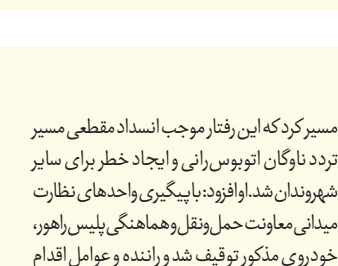 مسیر کرد که این رفتار موجب انسداد مقطعی مسیر
تردد ناوگان اتوبوس‌رانی و ایجاد خطر برای سایر
شهروندان شد. او افزود: با پیگیری واحدهای نظارت
میدانی معاونت حمل‌ونقل و هماهنگی پلیس راهور،
خودروی مذکور توقیف شد و راننده و عوامل اقدام